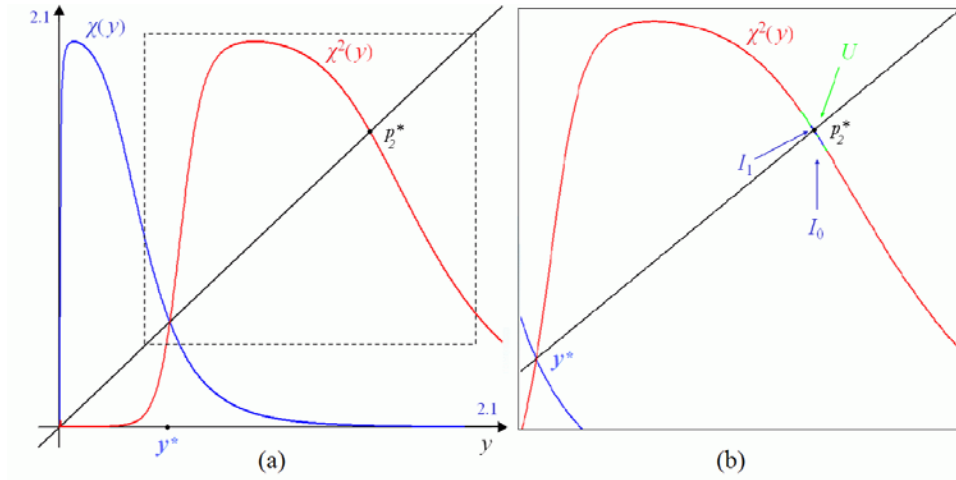 2.1
χ(y)
χ²(y)
p₂*
2.1
y*
y
(a)
χ²(y)
U
p₂*
I₁
I₀
y*
(b)